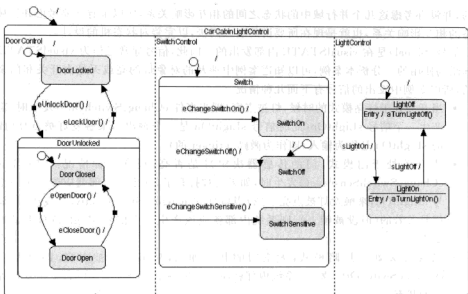 /
CarCabinLightControl
DoorControl
SwitchControl
LightControl
/
/
/
DoorLocked
Switch
LightOff
Entry / aTurnLightOff()
eUnlockDoor() /
eLockDoor() /
eChangeSwitchOn() /
SwitchOn
DoorUnlocked
/
/
eChangeSwitchOff() /
sLightOn /
sLightOff /
DoorClosed
SwitchOff
LightOn
Entry / aTurnLightOn()
eOpenDoor() /
eChangeSwitchSensitive() /
SwitchSensitive
eCloseDoor() /
DoorOpen